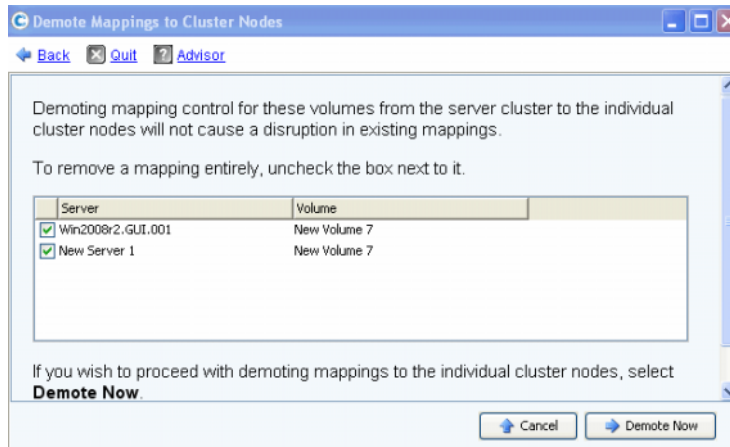 Demote Mappings to Cluster Nodes
Back Quit Advisor
Demoting mapping control for these volumes from the server cluster to the individual
cluster nodes will not cause a disruption in existing mappings.
To remove a mapping entirely, uncheck the box next to it.
Server Volume
Win2008r2.GUI.001 New Volume 7
New Server 1 New Volume 7
If you wish to proceed with demoting mappings to the individual cluster nodes, select
Demote Now.
Cancel Demote Now